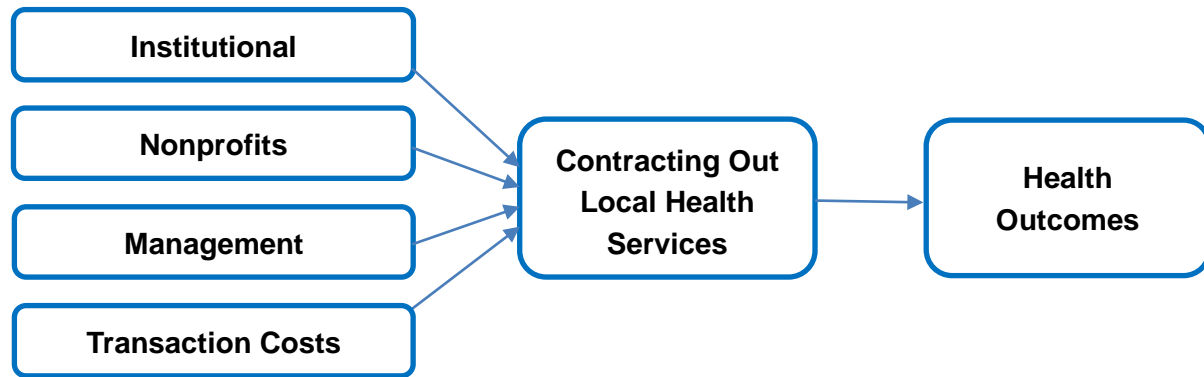 Institutional
Nonprofits
Management
Transaction Costs
Contracting Out
Local Health
Services
Health
Outcomes